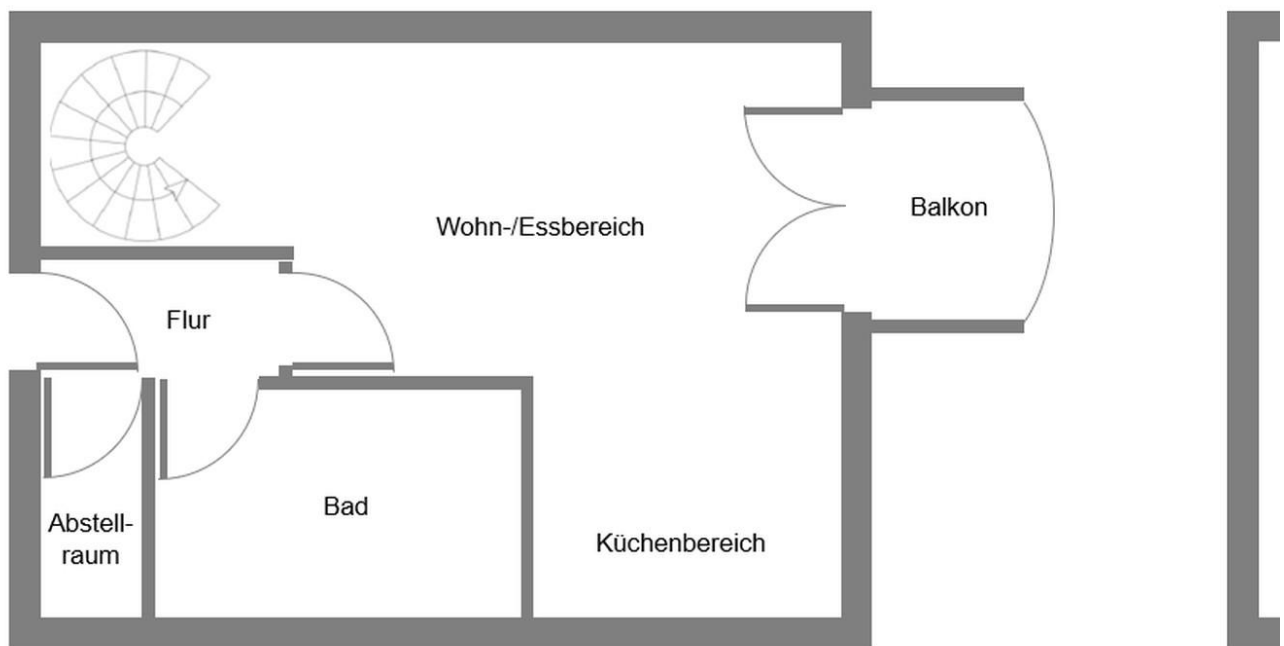 Wohn-/Essbereich
Balkon
Flur
Bad
Abstell-
raum
Küchenbereich